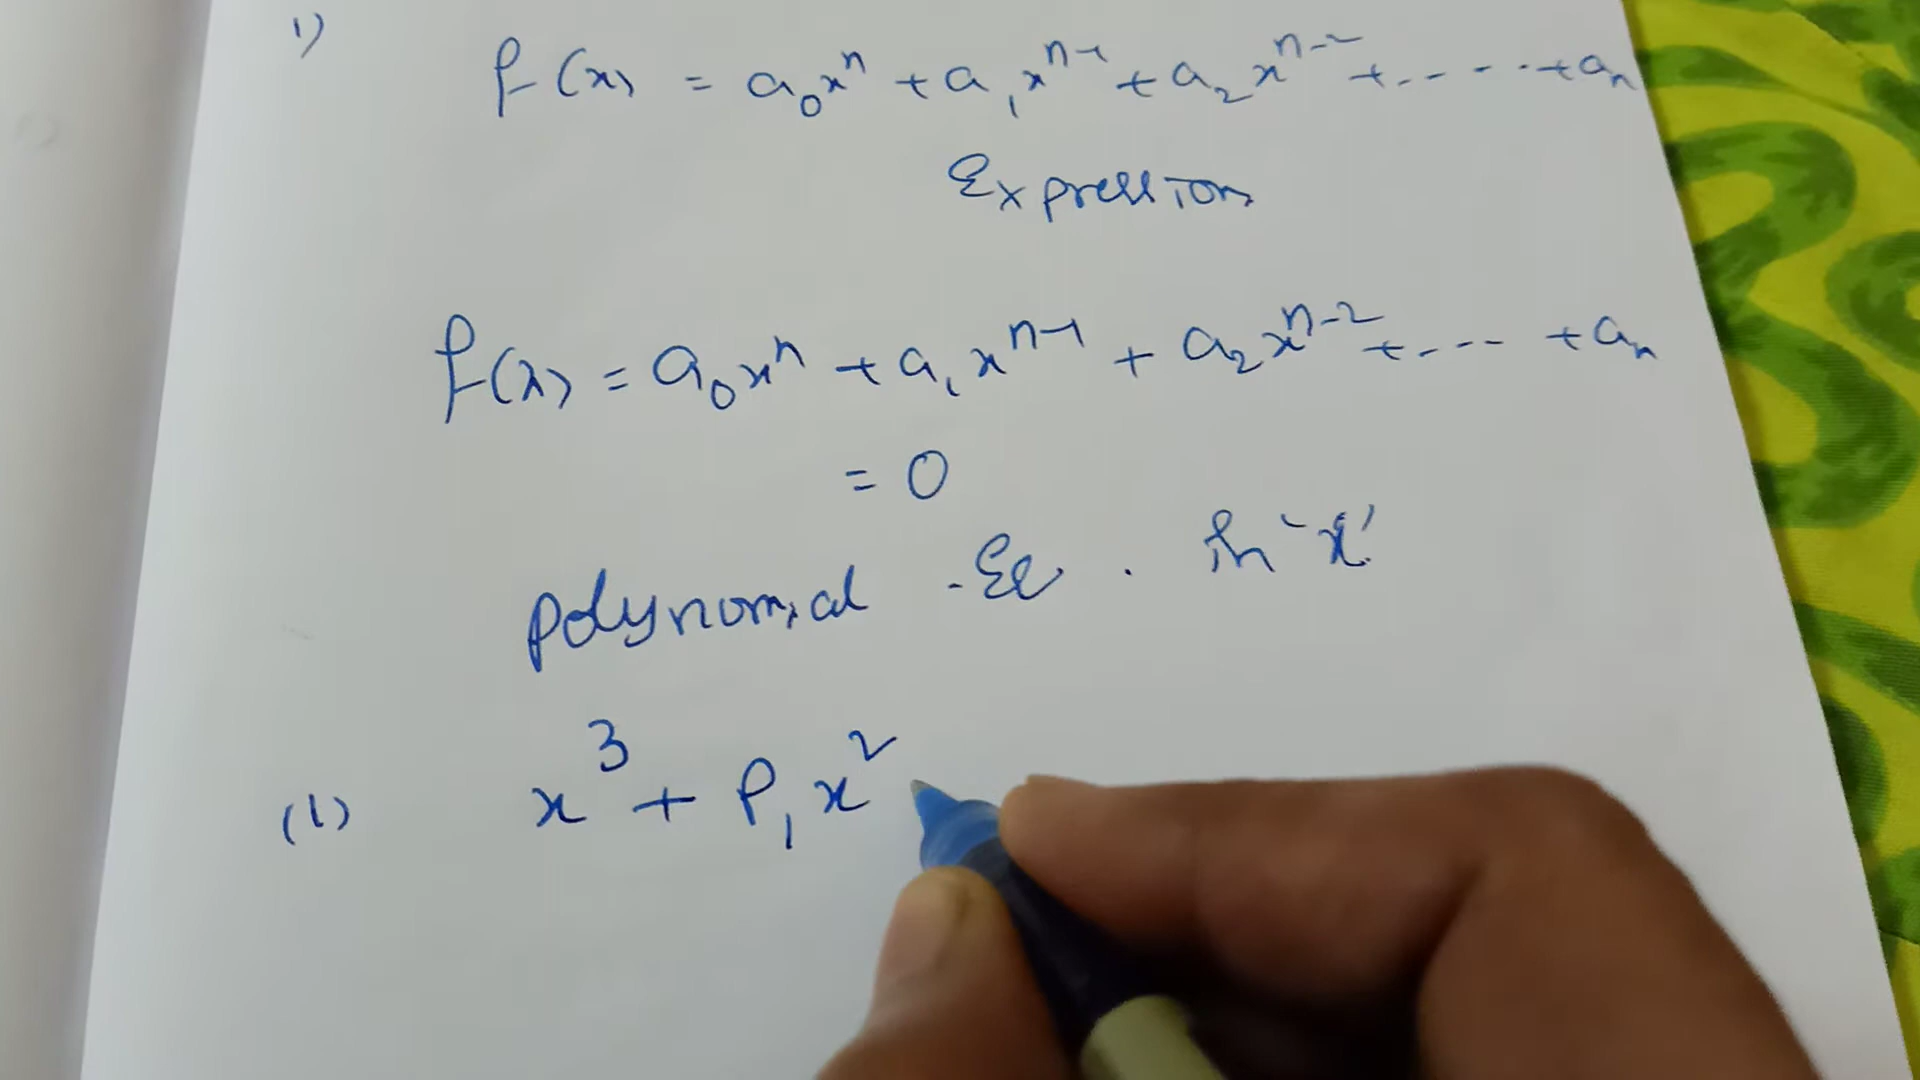 1)
f(x) = a₀xⁿ + a₁xⁿ⁻¹ + a₂xⁿ⁻² + ..... + aₙ
Expression
f(x) = a₀xⁿ + a₁xⁿ⁻¹ + a₂xⁿ⁻² + .... + aₙ
= 0
polynomial - Eq. in 'x'
(1) x³ + P₁x²